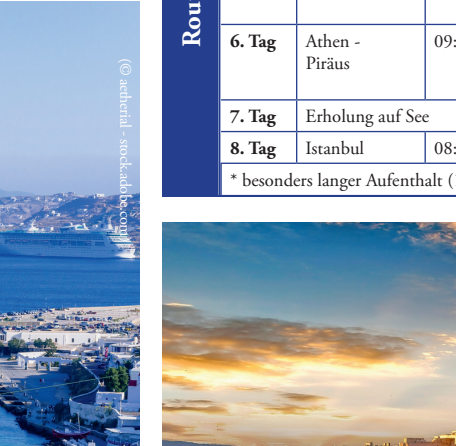 (© aetherial - stock.adobe.com)
Rou
6. Tag Athen - 09:
Piräus
7. Tag Erholung auf See
8. Tag Istanbul 08:
* besonders langer Aufenthalt (